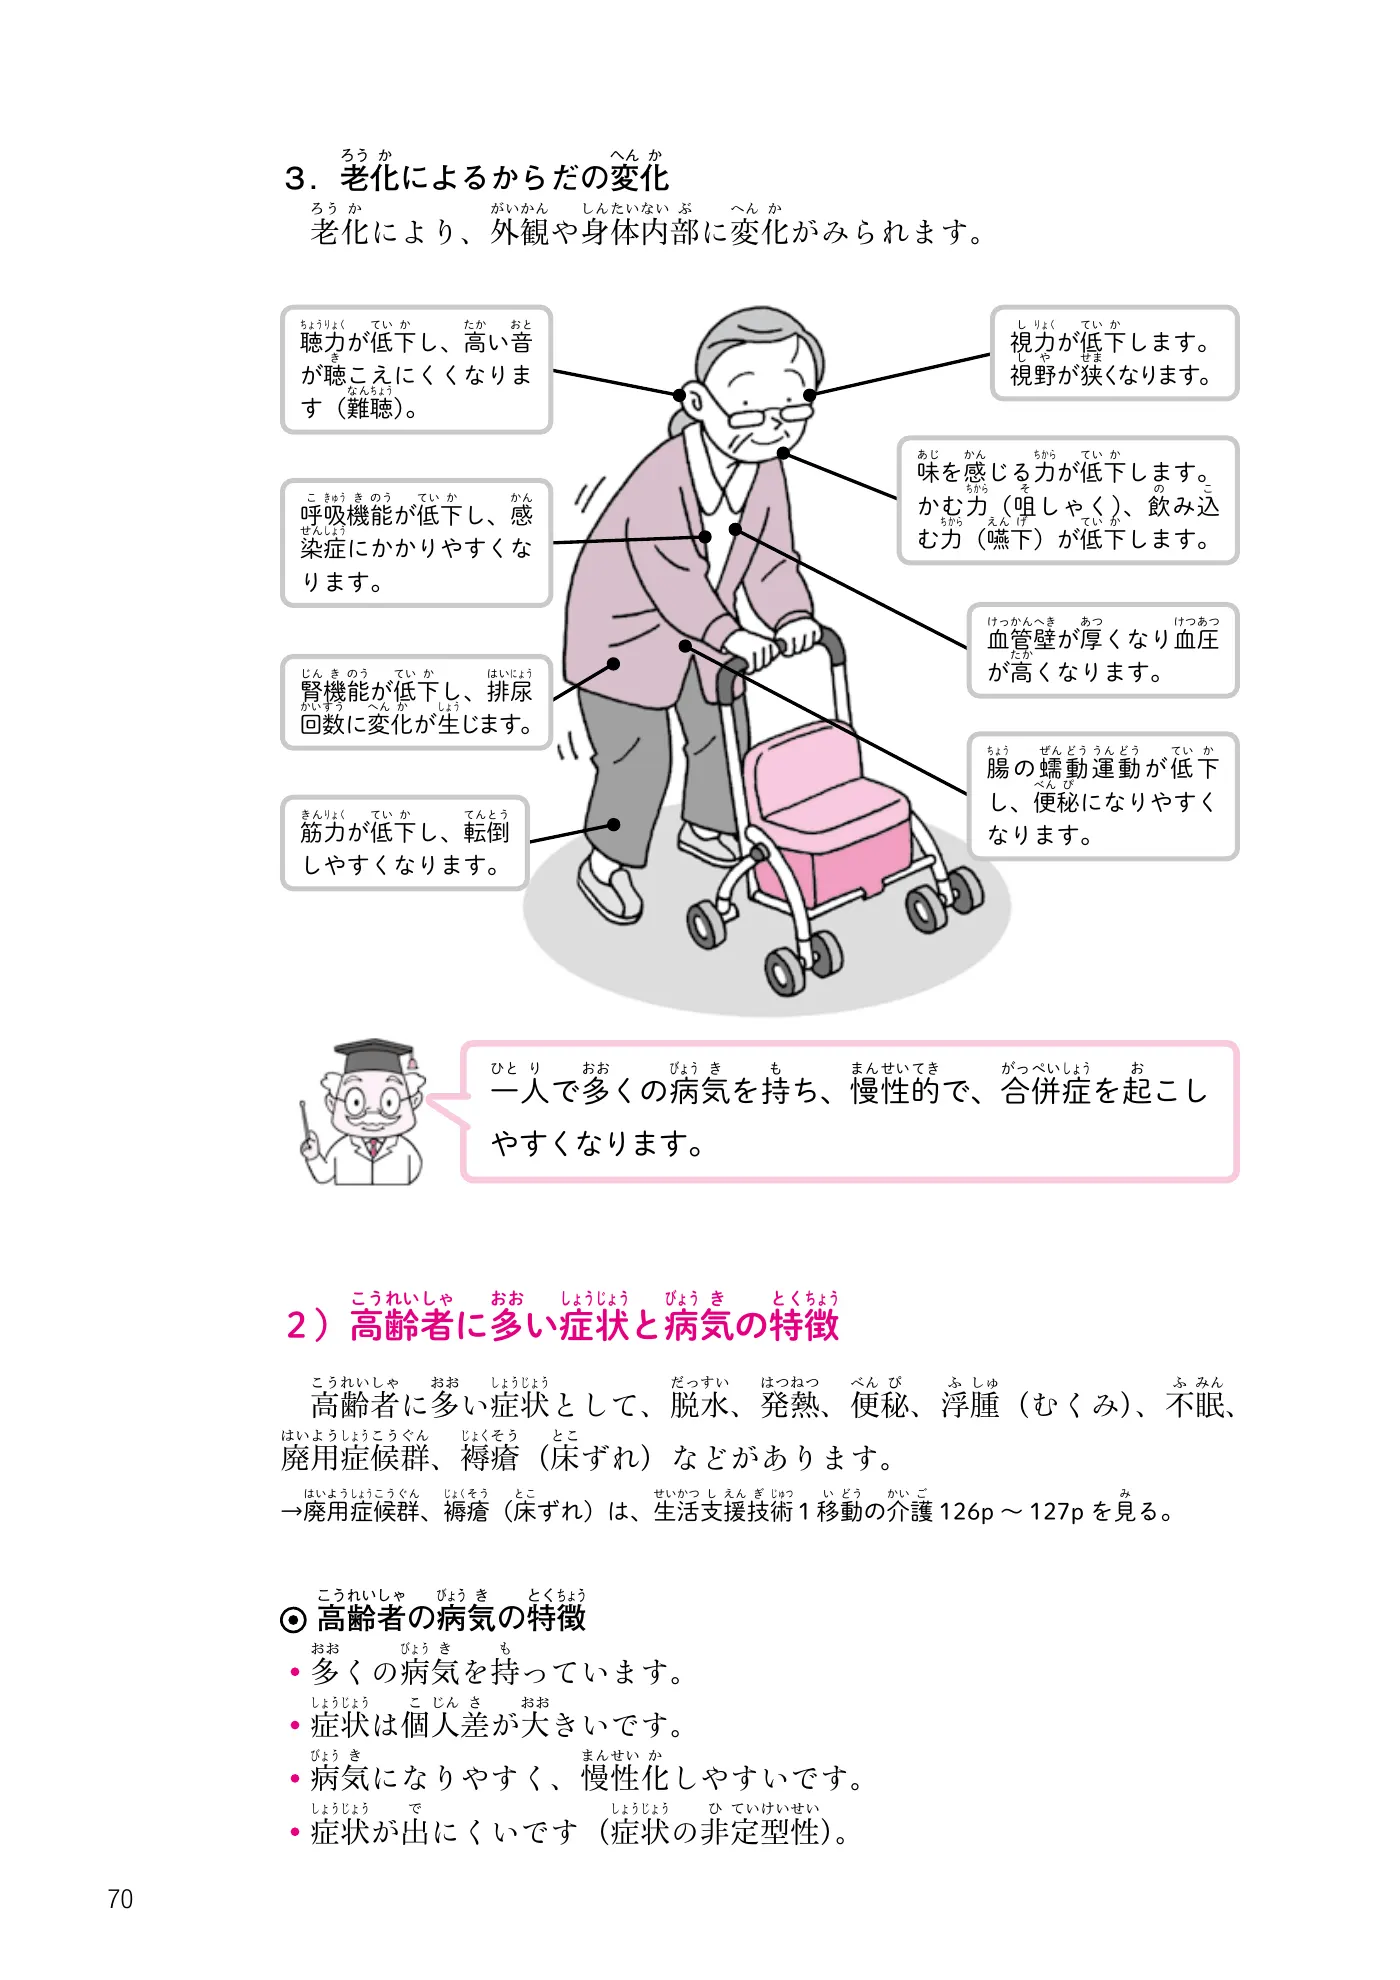 3．老化によるからだの変化
老化により、外観や身体内部に変化がみられます。
聴力が低下し、高い音
が聴こえにくくなりま
す（難聴）。
呼吸機能が低下し、感
染症にかかりやすくな
ります。
腎機能が低下し、排尿
回数に変化が生じます。
筋力が低下し、転倒
しやすくなります。
視力が低下します。
視野が狭くなります。
味を感じる力が低下します。
かむ力（咀しゃく）、飲み込
む力（嚥下）が低下します。
血管壁が厚くなり血圧
が高くなります。
腸の蠕動運動が低下
し、便秘になりやすく
なります。
一人で多くの病気を持ち、慢性的で、合併症を起こし
やすくなります。
2）高齢者に多い症状と病気の特徴
高齢者に多い症状として、脱水、発熱、便秘、浮腫（むくみ）、不眠、
廃用症候群、褥瘡（床ずれ）などがあります。
→廃用症候群、褥瘡（床ずれ）は、生活支援技術1移動の介護126p～127pを見る。
◉高齢者の病気の特徴
・多くの病気を持っています。
・症状は個人差が大きいです。
・病気になりやすく、慢性化しやすいです。
・症状が出にくいです（症状の非定型性）。
70